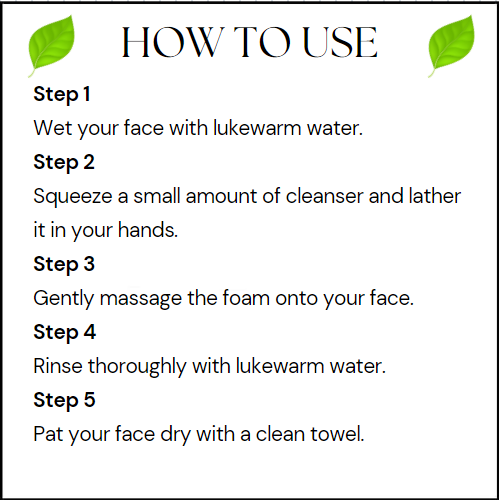 HOW TO USE
Step 1
Wet your face with lukewarm water.
Step 2
Squeeze a small amount of cleanser and lather
it in your hands.
Step 3
Gently massage the foam onto your face.
Step 4
Rinse thoroughly with lukewarm water.
Step 5
Pat your face dry with a clean towel.